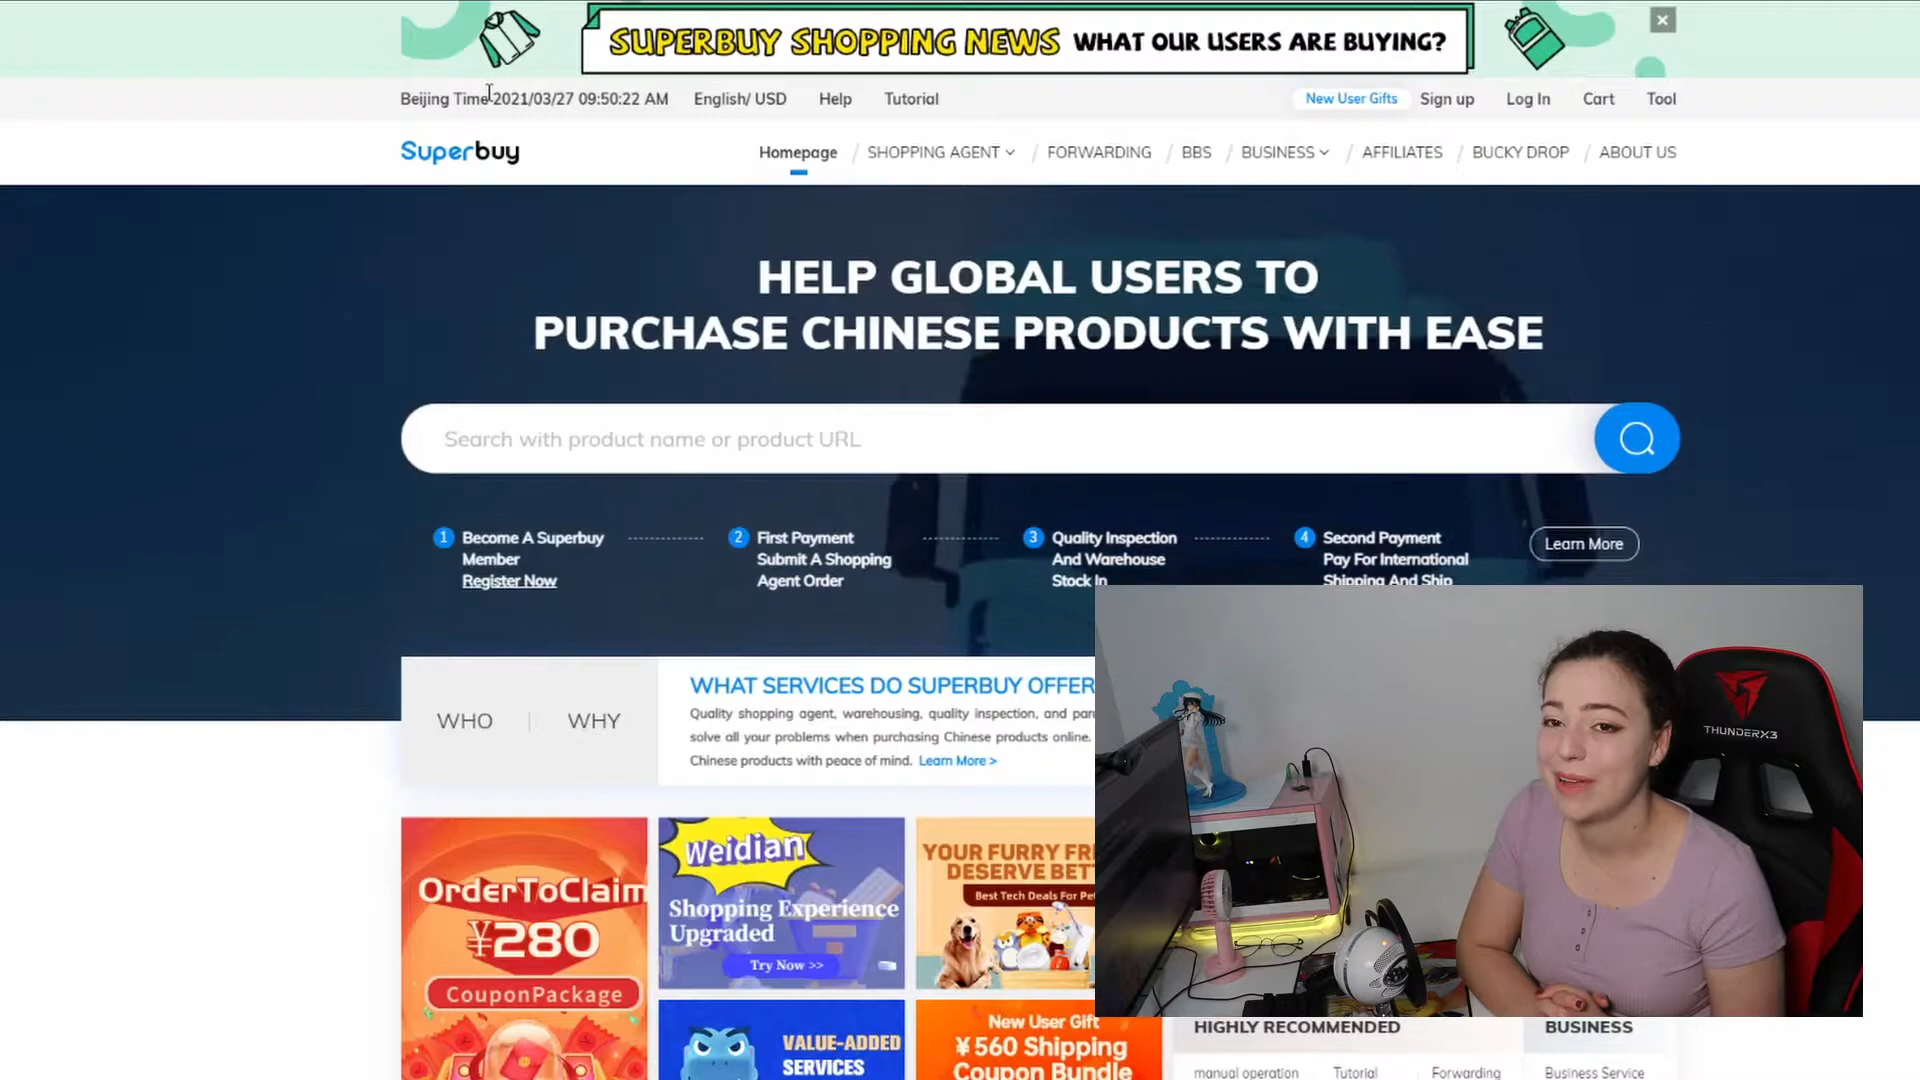 SUPERBUY SHOPPING NEWS WHAT OUR USERS ARE BUYING?
Beijing Time 2021/03/27 09:50:22 AM English/ USD Help Tutorial New User Gifts Sign up Log In Cart Tool
Superbuy Homepage / SHOPPING AGENT / FORWARDING / BBS / BUSINESS / AFFILIATES / BUCKY DROP / ABOUT US
HELP GLOBAL USERS TO
PURCHASE CHINESE PRODUCTS WITH EASE
Search with product name or product URL
1 Become A Superbuy
Member
Register Now
2 First Payment
Submit A Shopping
Agent Order
3 Quality Inspection
And Warehouse
Stock In
4 Second Payment
Pay For International
Shipping And Ship
Learn More
WHO | WHY
WHAT SERVICES DO SUPERBUY OFFER
Quality shopping agent, warehousing, quality inspection, and
solve all your problems when purchasing Chinese products online.
Chinese products with peace of mind. Learn More >
OrderToClaim
¥280
CouponPackage
Weidian
Shopping Experience
Upgraded
Try Now >>
YOUR FURRY
DESERVE
Best Tech Deals For
VALUE-ADDED
SERVICES
New User Gift
¥560 Shipping
Coupon Bundle
THUNDERX3
HIGHLY RECOMMENDED
manual operation Tutorial Forwarding
BUSINESS
Business Service